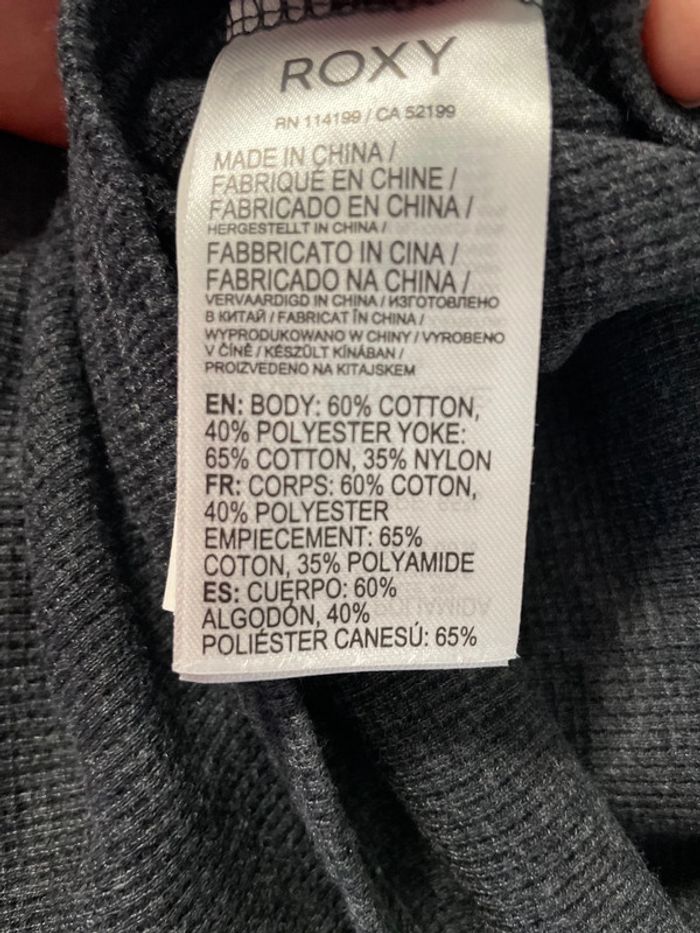 ROXY
RN 114199 / CA 52199
MADE IN CHINA /
FABRIQUÉ EN CHINE /
FABRICADO EN CHINA /
HERGESTELLT IN CHINA /
FABBRICATO IN CINA /
FABRICADO NA CHINA /
VERVAARDIGD IN CHINA / ИЗГОТОВЛЕНО
В КИТАЙ / FABRICAT ÎN CHINA /
WYPRODUKOWANO W CHINY / VYROBENO
V ČÍNĚ / KÉSZÜLT KÍNÁBAN /
PROIZVEDENO NA KITAJSKEM
EN: BODY: 60% COTTON,
40% POLYESTER YOKE:
65% COTTON, 35% NYLON
FR: CORPS: 60% COTON,
40% POLYESTER
EMPIECEMENT: 65%
COTON, 35% POLYAMIDE
ES: CUERPO: 60%
ALGODÓN, 40%
POLIÉSTER CANESÚ: 65%